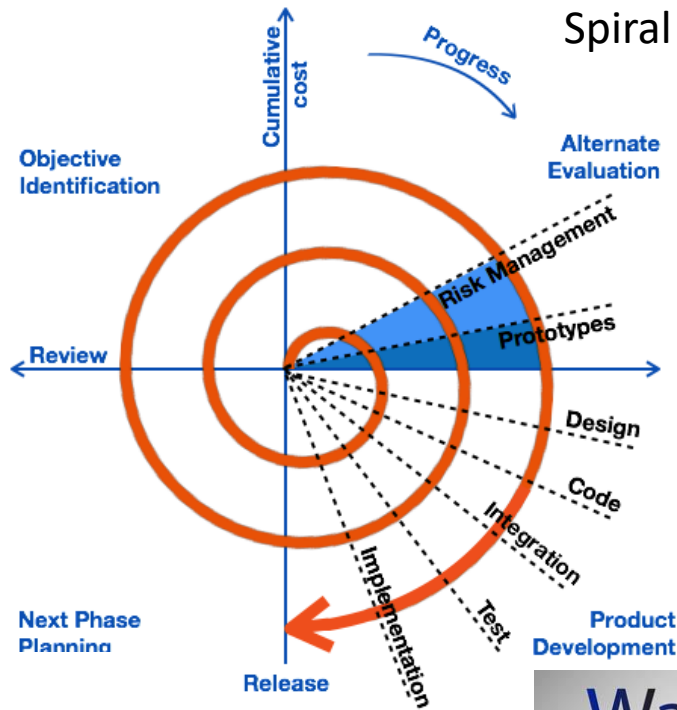 Spiral
Cumulative
cost
Progress
Objective
Identification
Alternate
Evaluation
Risk Management
Prototypes
Review
Design
Code
Integration
Test
Implementation
Next Phase
Planning
Product
Development
Release